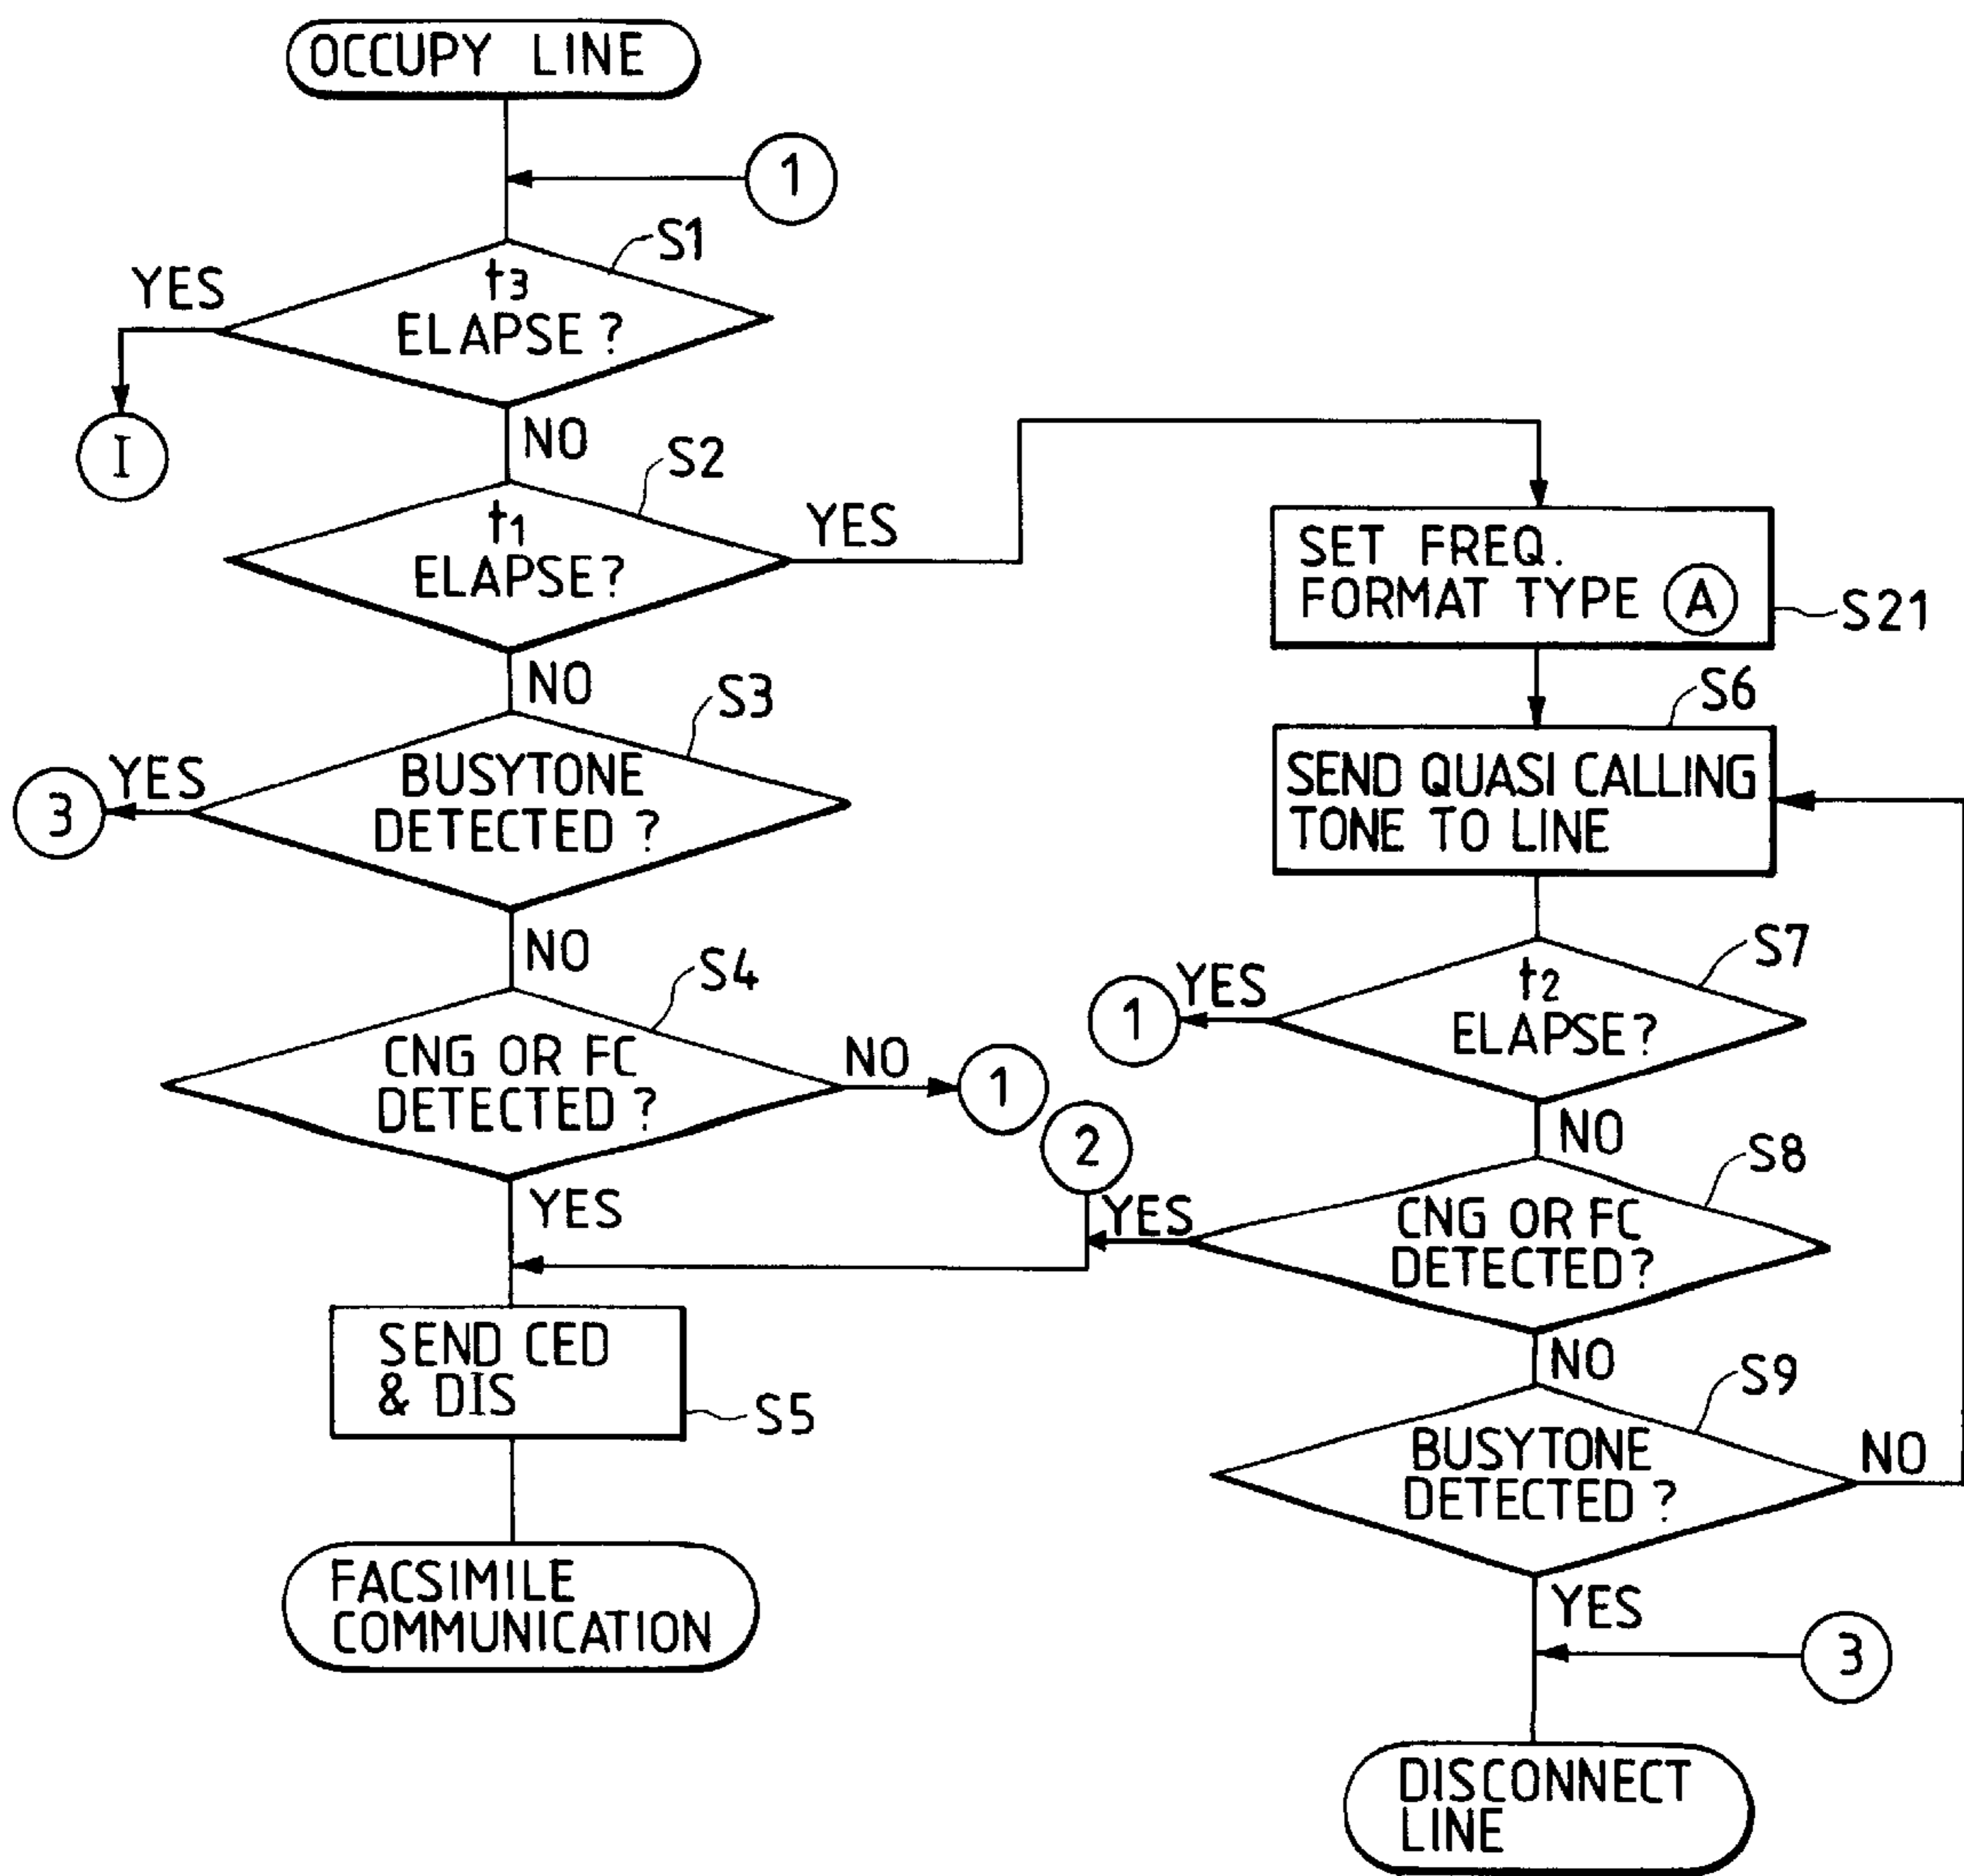 OCCUPY LINE
1
S1
YES
t3
ELAPSE ?
I
NO
S2
t1
ELAPSE?
YES
NO
S3
YES
3
BUSYTONE
DETECTED ?
NO
S4
CNG OR FC
DETECTED ?
NO
1
YES
2
SEND CED
& DIS
S5
FACSIMILE
COMMUNICATION
SET FREQ.
FORMAT TYPE A
S21
S6
SEND QUASI CALLING
TONE TO LINE
S7
1
YES
t2
ELAPSE?
NO
S8
YES
CNG OR FC
DETECTED?
NO
S9
BUSYTONE
DETECTED ?
NO
YES
3
DISCONNECT
LINE